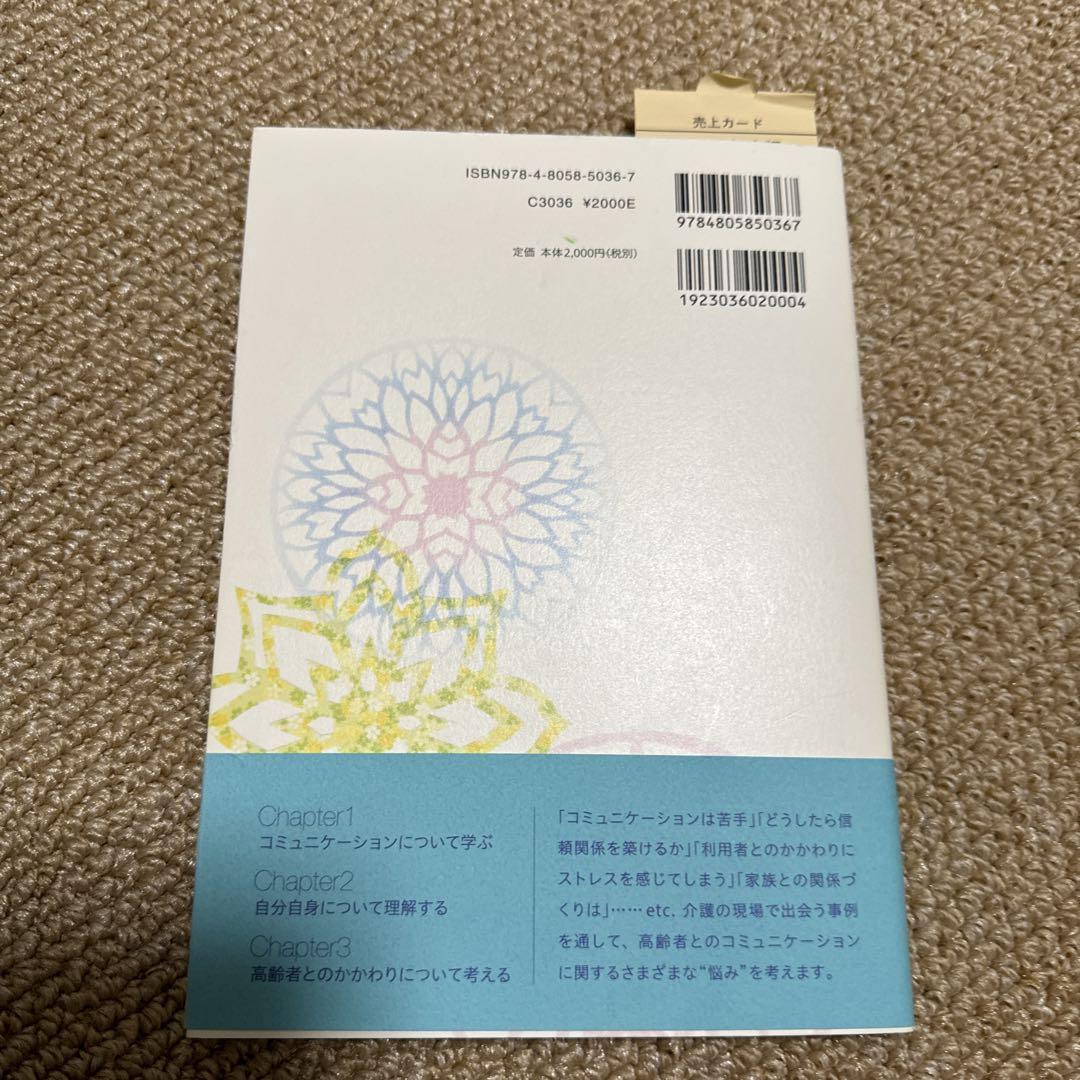 売上カード
ISBN978-4-8058-5036-7
C3036 ¥2000E
定価 本体2,000円(税別)
9784805850367
1923036020004
Chapter1
コミュニケーションについて学ぶ
Chapter2
自分自身について理解する
Chapter3
高齢者とのかかわりについて考える
「コミュニケーションは苦手」「どうしたら信
頼関係を築けるか」「利用者とのかかわりに
ストレスを感じてしまう」「家族との関係づ
くりは」……etc. 介護の現場で出会う事例
を通して、高齢者とのコミュニケーション
に関するさまざまな“悩み”を考えます。